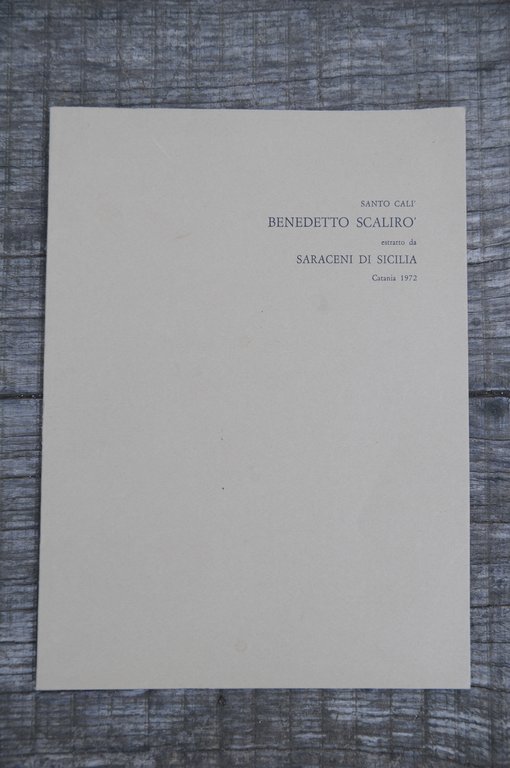 SANTO CALI'
BENEDETTO SCALIRO'
estratto da
SARACENI DI SICILIA
Catania 1972